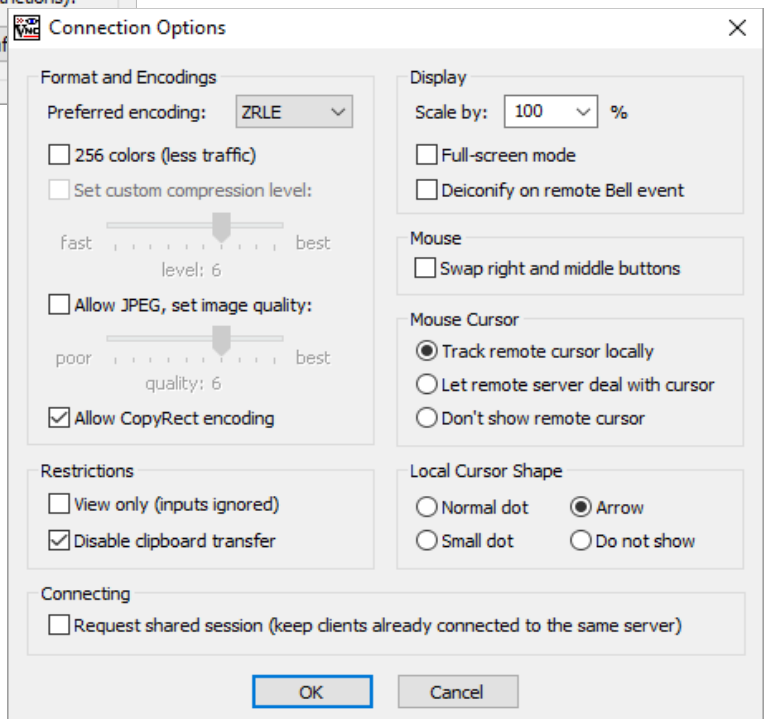 nctions).
VNC Connection Options
Format and Encodings
Preferred encoding: ZRLE
256 colors (less traffic)
Set custom compression level:
fast best
level: 6
Allow JPEG, set image quality:
poor best
quality: 6
Allow CopyRect encoding
Restrictions
View only (inputs ignored)
Disable clipboard transfer
Display
Scale by: 100 %
Full-screen mode
Deiconify on remote Bell event
Mouse
Swap right and middle buttons
Mouse Cursor
Track remote cursor locally
Let remote server deal with cursor
Don't show remote cursor
Local Cursor Shape
Normal dot Arrow
Small dot Do not show
Connecting
Request shared session (keep clients already connected to the same server)
OK Cancel